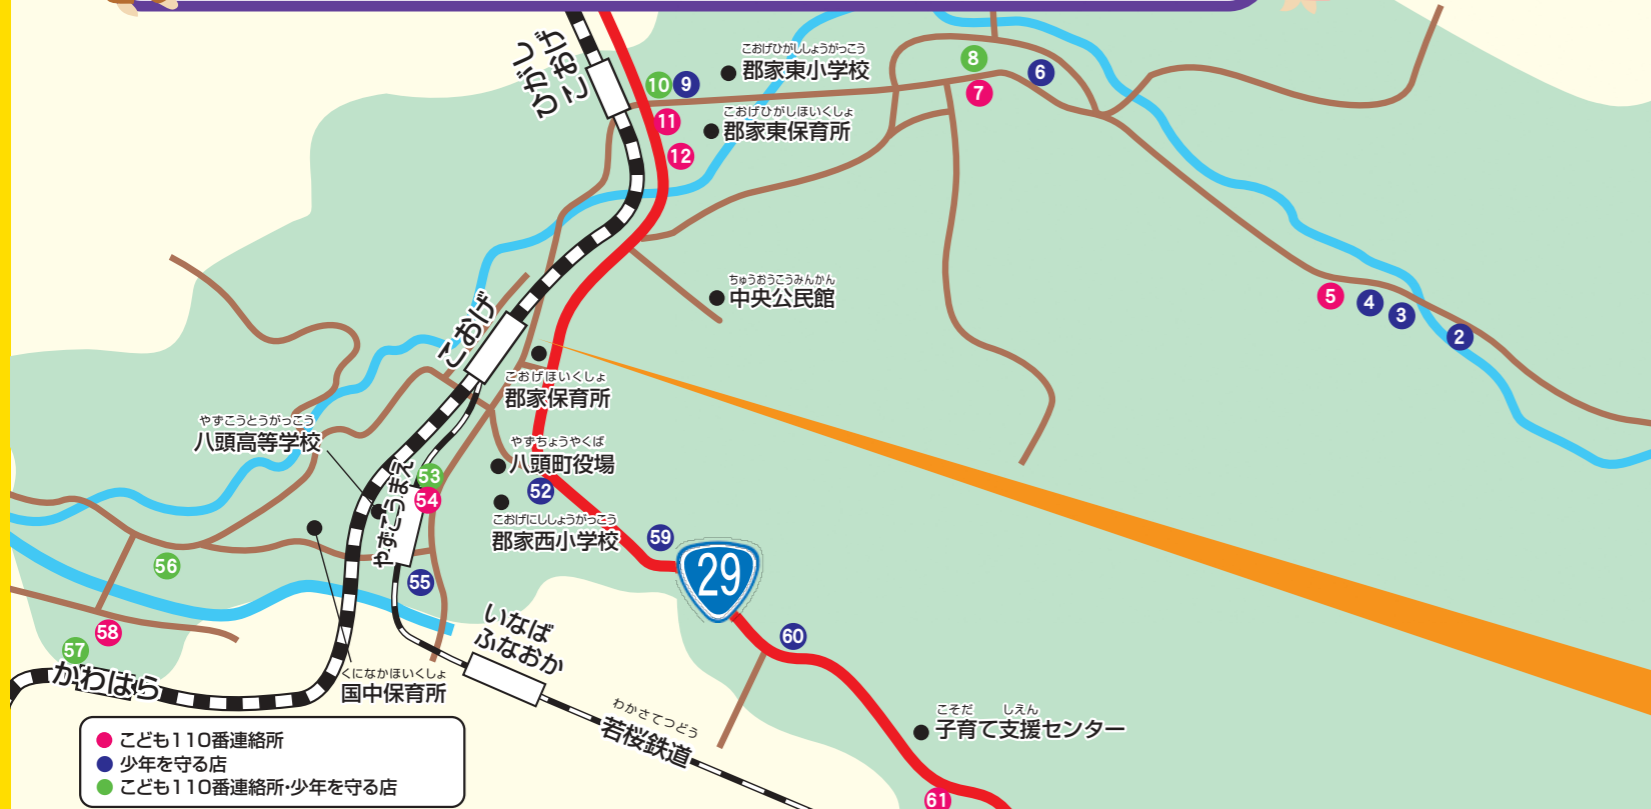 ひがし
こおげ
10
9
11
12
こおげひがししょうがっこう
郡家東小学校
こおげひがしほいくしょ
郡家東保育所
8
7
6
5
4
3
2
ちゅうおうこうみんかん
中央公民館
こおげ
こおげほいくしょ
郡家保育所
やずこうとうがっこう
八頭高等学校
やずちょうやくば
八頭町役場
52
53
54
やずこうまえ
こおげにししょうがっこう
郡家西小学校
59
29
55
56
57
58
かわはら
くになかほいくしょ
国中保育所
いなば
ふなおか
わかさてつどう
若桜鉄道
60
こそだ しえん
子育て支援センター
61
こども110番連絡所
少年を守る店
こども110番連絡所・少年を守る店